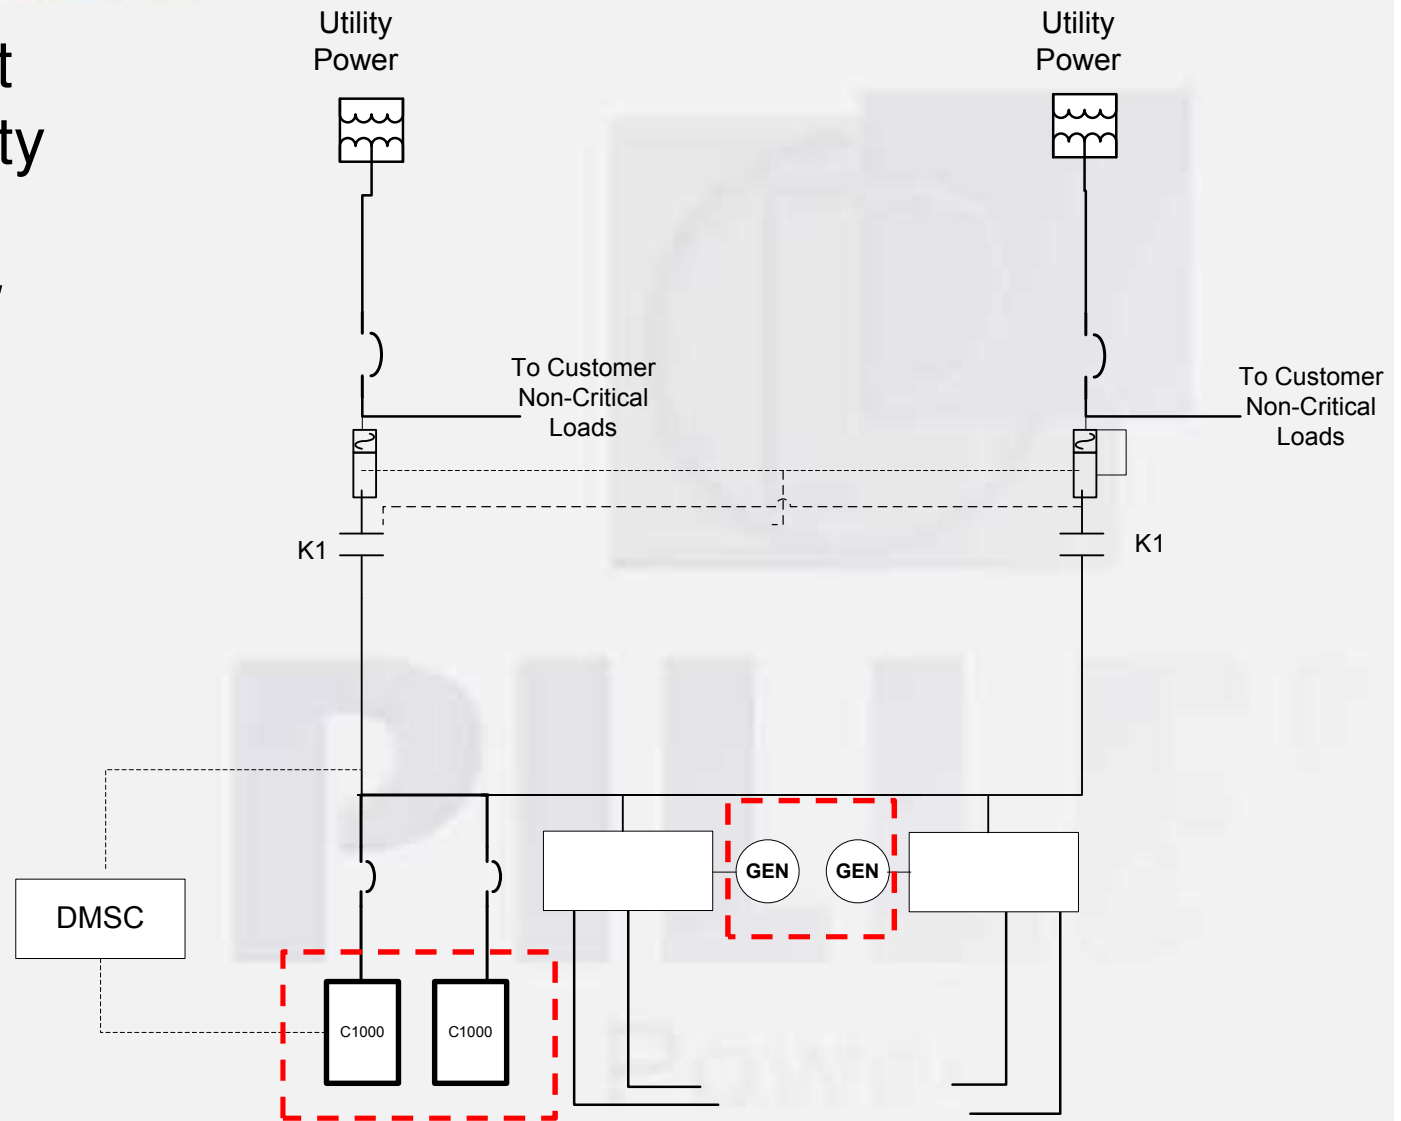 Utility
Power
Utility
Power
t
ty
To Customer
Non-Critical
Loads
To Customer
Non-Critical
Loads
K1
K1
GEN
GEN
DMSC
C1000
C1000